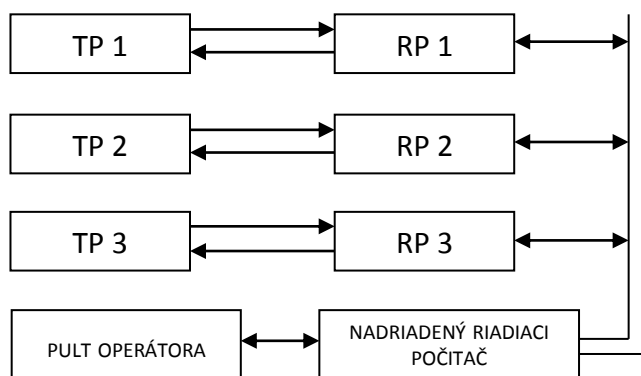 TP 1
RP 1
TP 2
RP 2
TP 3
RP 3
PULT OPERÁTORA
NADRIADENÝ RIADIACI
POČITAČ